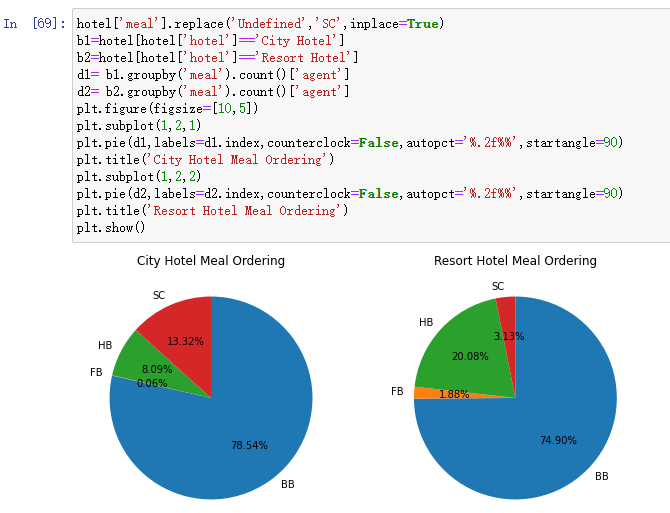 In [69]: hotel['meal'].replace('Undefined','SC',inplace=True)
b1=hotel[hotel['hotel']=='City Hotel']
b2=hotel[hotel['hotel']=='Resort Hotel']
d1= b1.groupby('meal').count()['agent']
d2= b2.groupby('meal').count()['agent']
plt.figure(figsize=[10,5])
plt.subplot(1,2,1)
plt.pie(d1,labels=d1.index,counterclock=False,autopct='%.2f%%',startangle=90)
plt.title('City Hotel Meal Ordering')
plt.subplot(1,2,2)
plt.pie(d2,labels=d2.index,counterclock=False,autopct='%.2f%%',startangle=90)
plt.title('Resort Hotel Meal Ordering')
plt.show()
City Hotel Meal Ordering
SC
13.32%
HB
8.09%
FB
0.06%
78.54%
BB
Resort Hotel Meal Ordering
SC
3.13%
HB
20.08%
FB
1.88%
74.90%
BB